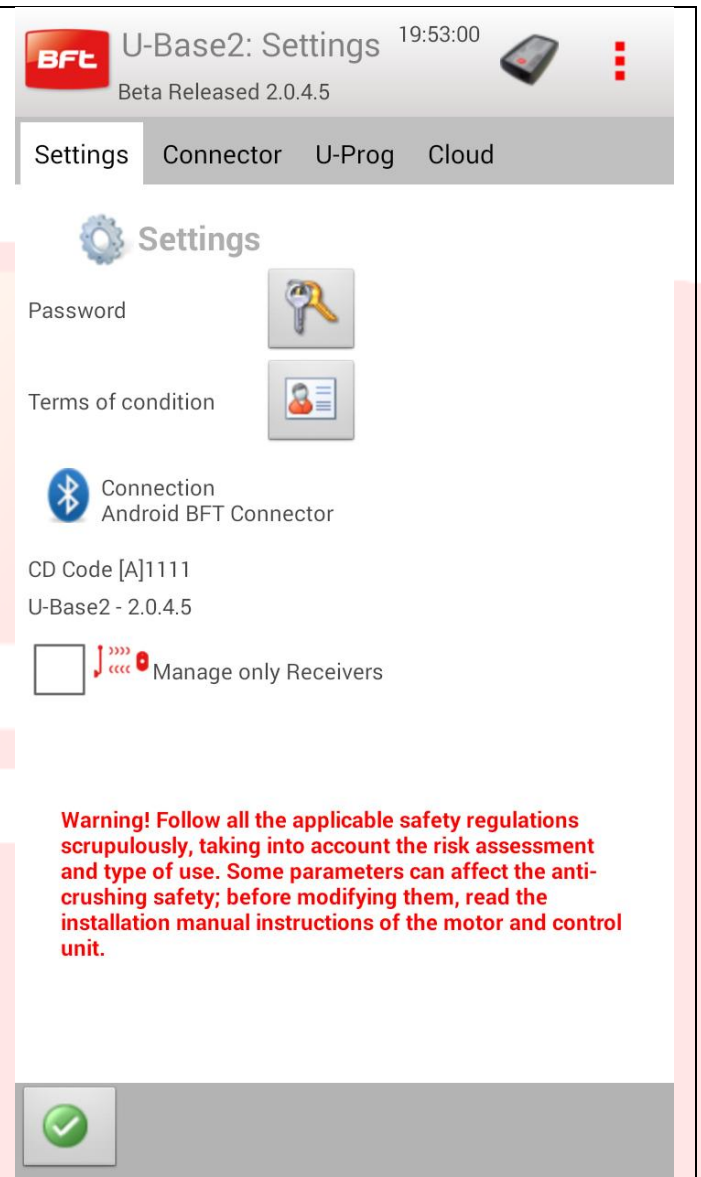 BFt U-Base2: Settings 19:53:00
Beta Released 2.0.4.5
Settings Connector U-Prog Cloud
Settings
Password
Terms of condition
Connection
Android BFT Connector
CD Code [A]1111
U-Base2 - 2.0.4.5
Manage only Receivers
Warning! Follow all the applicable safety regulations
scrupulously, taking into account the risk assessment
and type of use. Some parameters can affect the anti-
crushing safety; before modifying them, read the
installation manual instructions of the motor and control
unit.